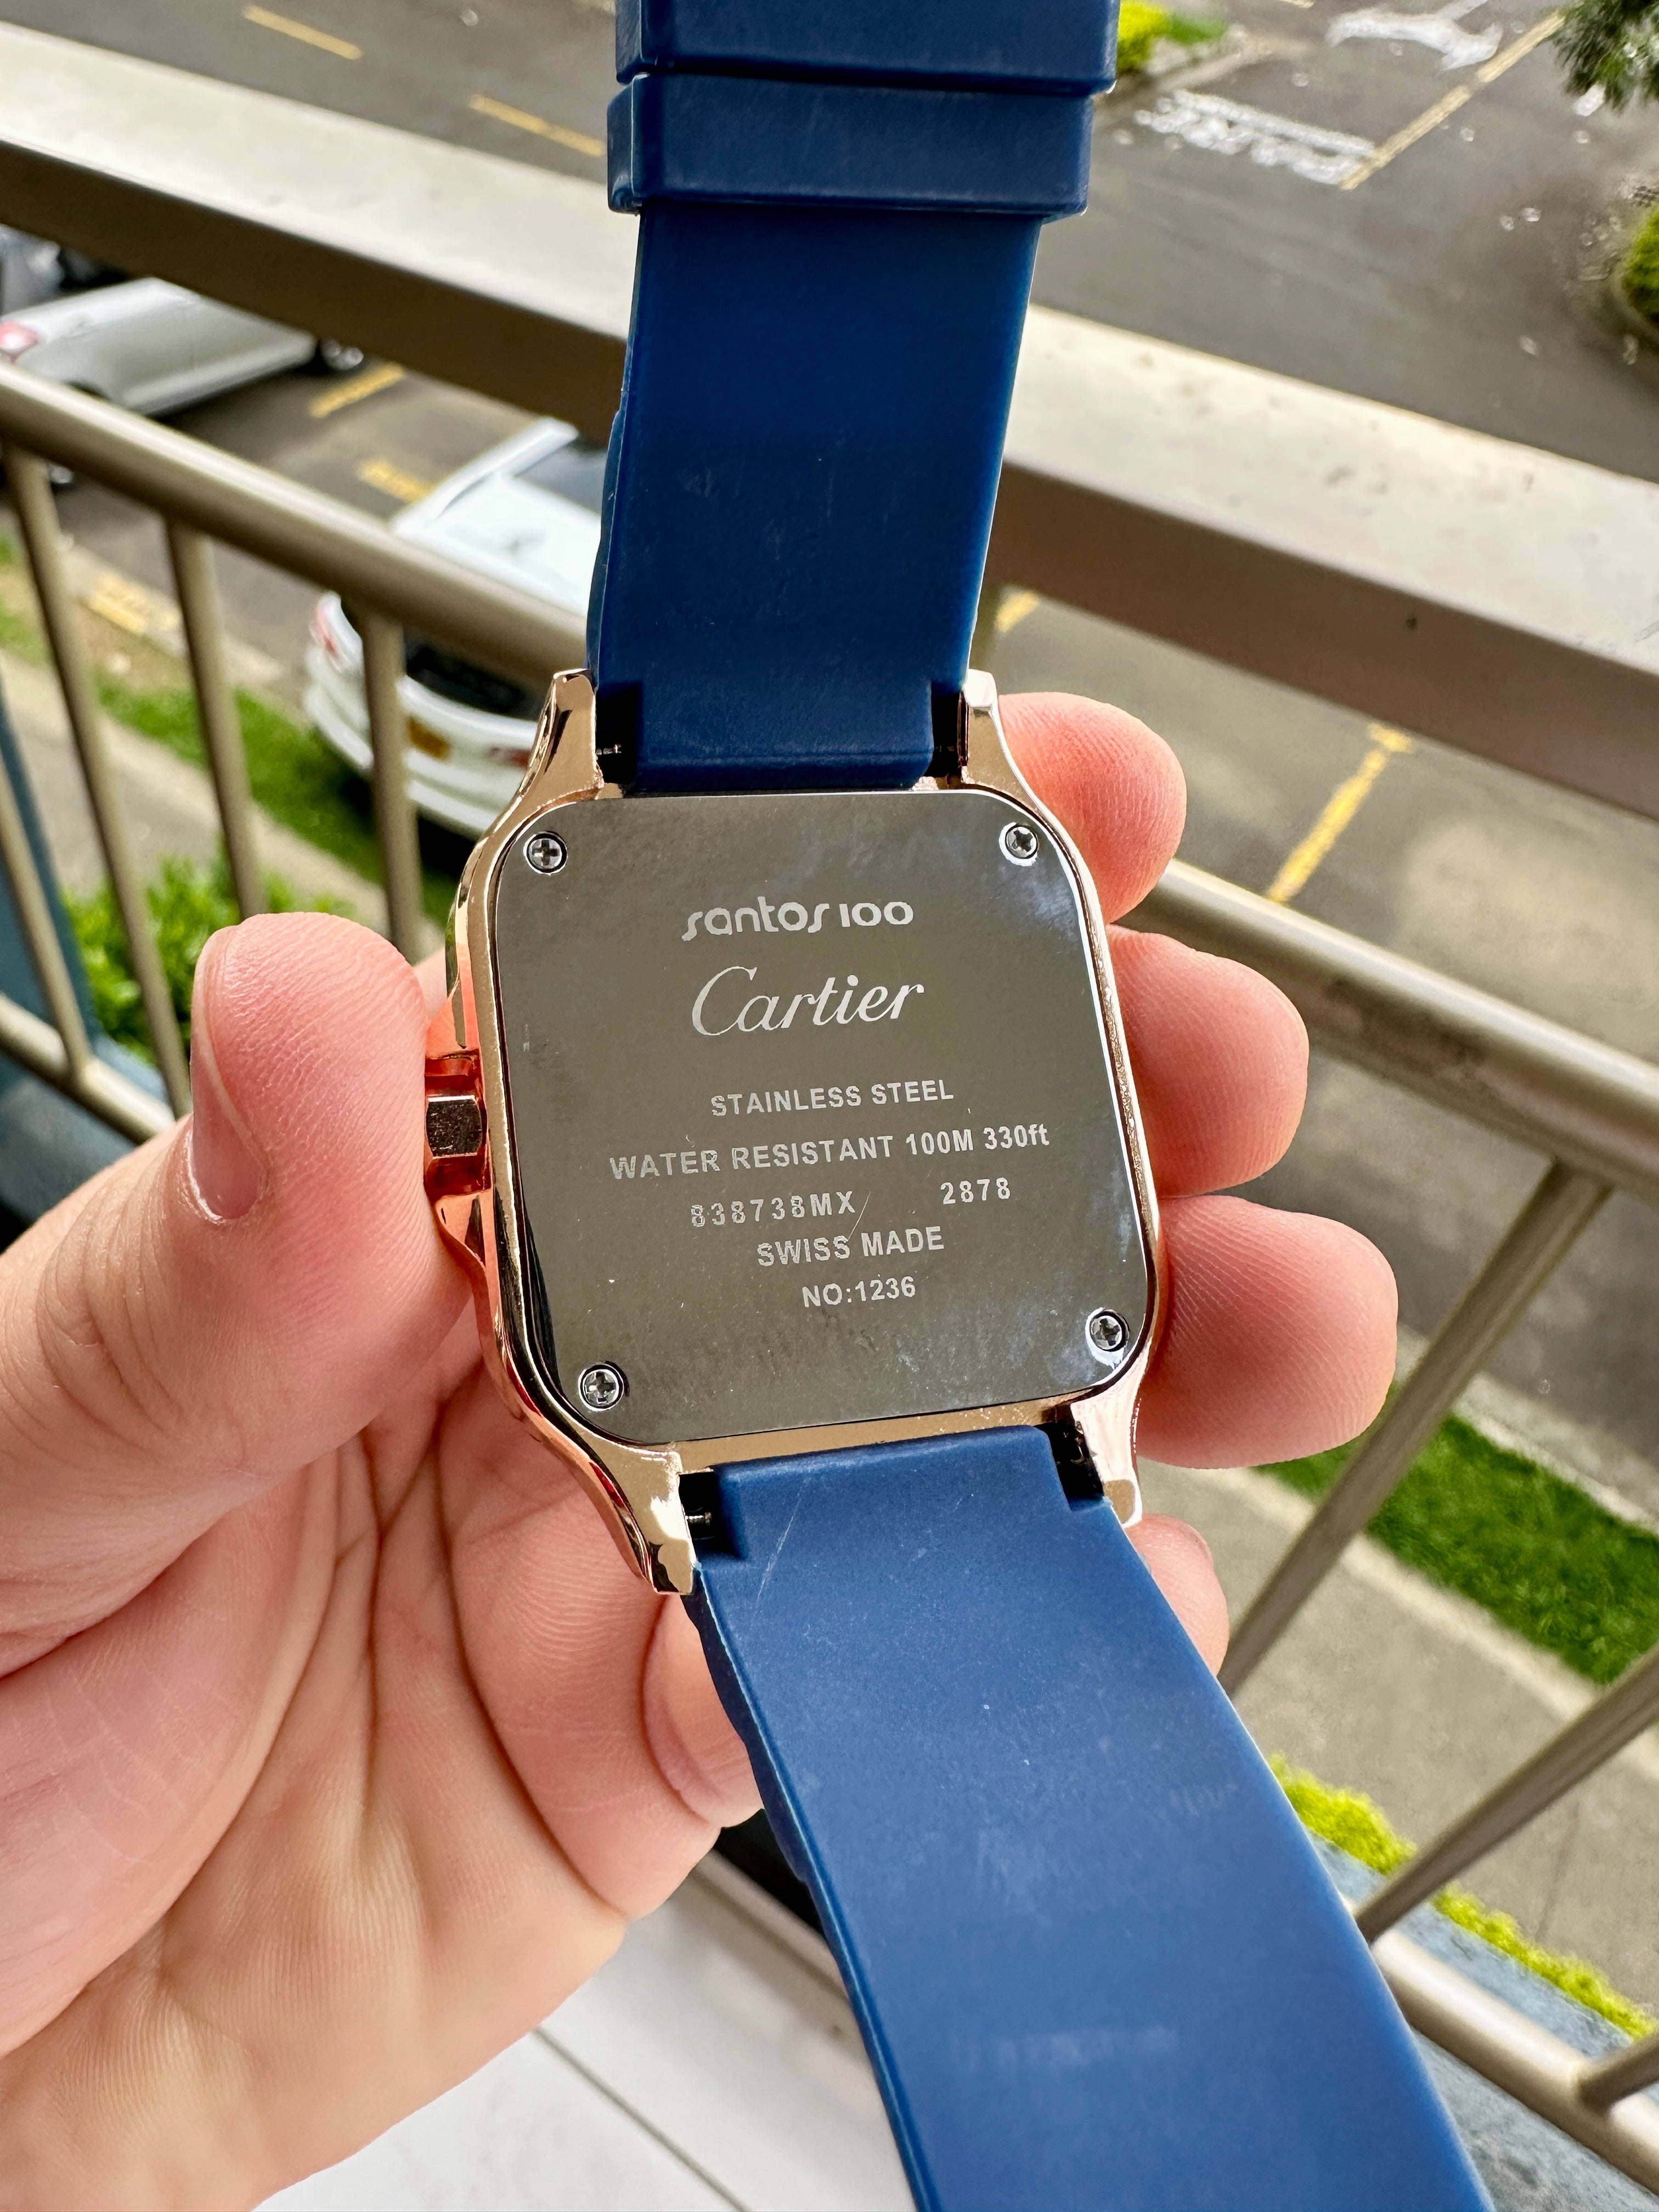 santos 100
Cartier
STAINLESS STEEL
WATER RESISTANT 100M 330ft
838738MX 2878
SWISS MADE
NO:1236